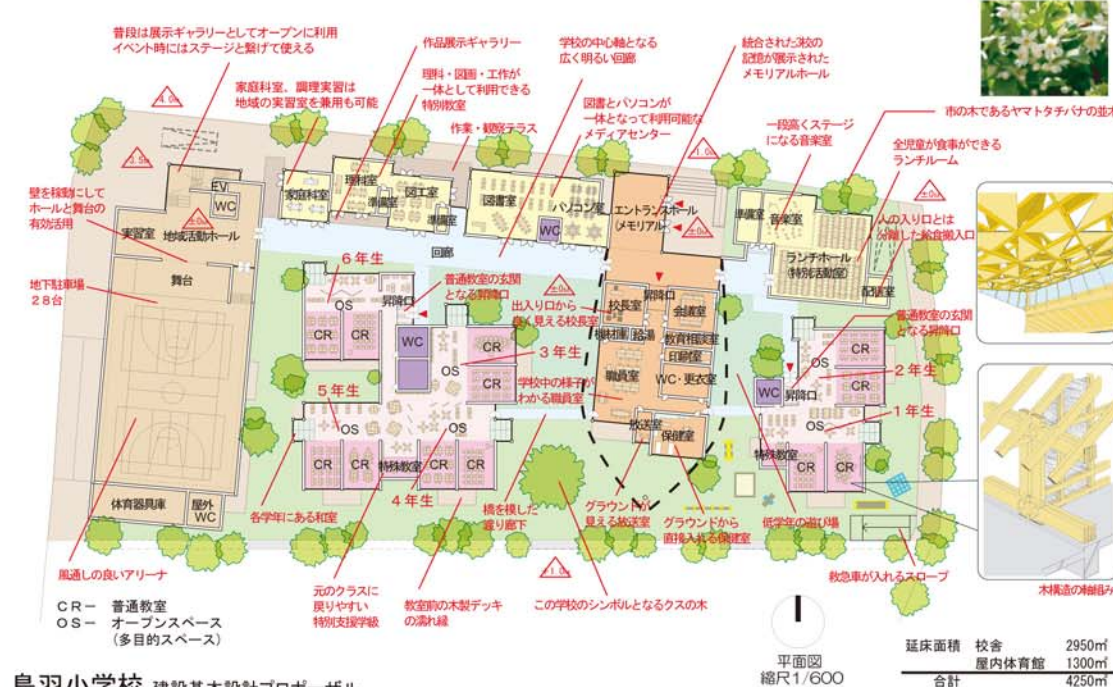 普段は展示ギャラリーとしてオープンに利用
イベント時にはステージと繋げて使える
作品展示ギャラリー
学校の中心軸となる
広く明るい回廊
統合された3校の
記憶が展示された
メモリアルホール
家庭科室、調理実習は
地域の実習室を兼用も可能
理科・図画・工作が
一体として利用できる
特別教室
図書とパソコンが
一体となって利用可能な
メディアセンター
市の木であるヤマトタチバナの並木
一段高くステージ
になる音楽室
全児童が食事ができる
ランチルーム
作業・観察テラス
壁を稼動にして
ホールと舞台の
有効活用
EV
WC
家庭科室
理科室
準備室
図工室
準備室
図書室
パソコン室
WC
エントランスホール
(メモリアル)
準備室
音楽室
人の入り口とは
分離した給食搬入口
実習室
地域活動ホール
±0
回廊
ランチホール
(特別活動室)
配膳室
地下駐車場
28台
舞台
6年生
OS
昇降口
普通教室の玄関
となる昇降口
±0
出入り口から
良く見える校長室
校長室
昇降口
会議室
普通教室の玄関
となる昇降口
CR
CR
WC
CR
3年生
機材庫
給湯
教育相談室
印刷室
OS
CR
2年生
OS
CR
学校中の様子が
わかる職員室
職員室
WC・更衣室
WC
昇降口
CR
5年生
OS
OS
放送室
保健室
1年生
OS
CR
CR
特殊教室
CR
CR
4年生
特殊教室
CR
CR
体育器具庫
屋外
WC
各学年にある和室
橋を模した
渡り廊下
グラウンドが
見える放送室
グラウンドから
直接入れる保健室
低学年の遊び場
風通しの良いアリーナ
元のクラスに
戻りやすい
特別支援学級
教室前の木製デッキ
の濡れ縁
この学校のシンボルとなるクスの木
救急車が入れるスロープ
木構造の軸組み
CR－ 普通教室
OS－ オープンスペース
(多目的スペース)
平面図
縮尺1/600
延床面積 校舎 2950㎡
屋内体育館 1300㎡
合計 4250㎡
鳥羽小学校 建設基本設計プロポーザル